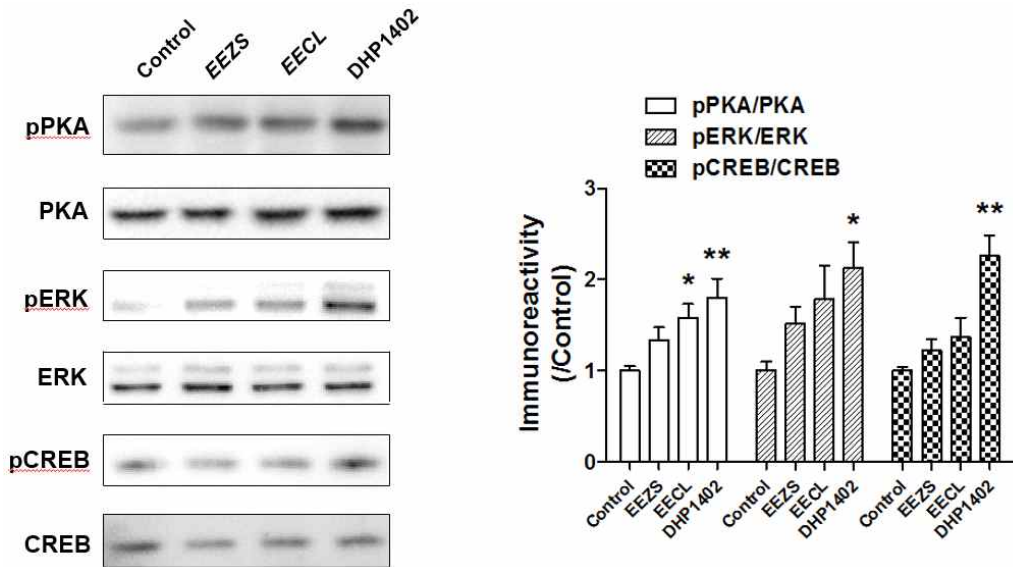 Control EEZS EECL DHP1402
pPKA
PKA
pERK
ERK
pCREB
CREB
pPKA/PKA
pERK/ERK
pCREB/CREB
Immunoreactivity
(/Control)
3
2
1
0
* ** * **
Control EEZS EECL DHP1402 Control EEZS EECL DHP1402 Control EEZS EECL DHP1402